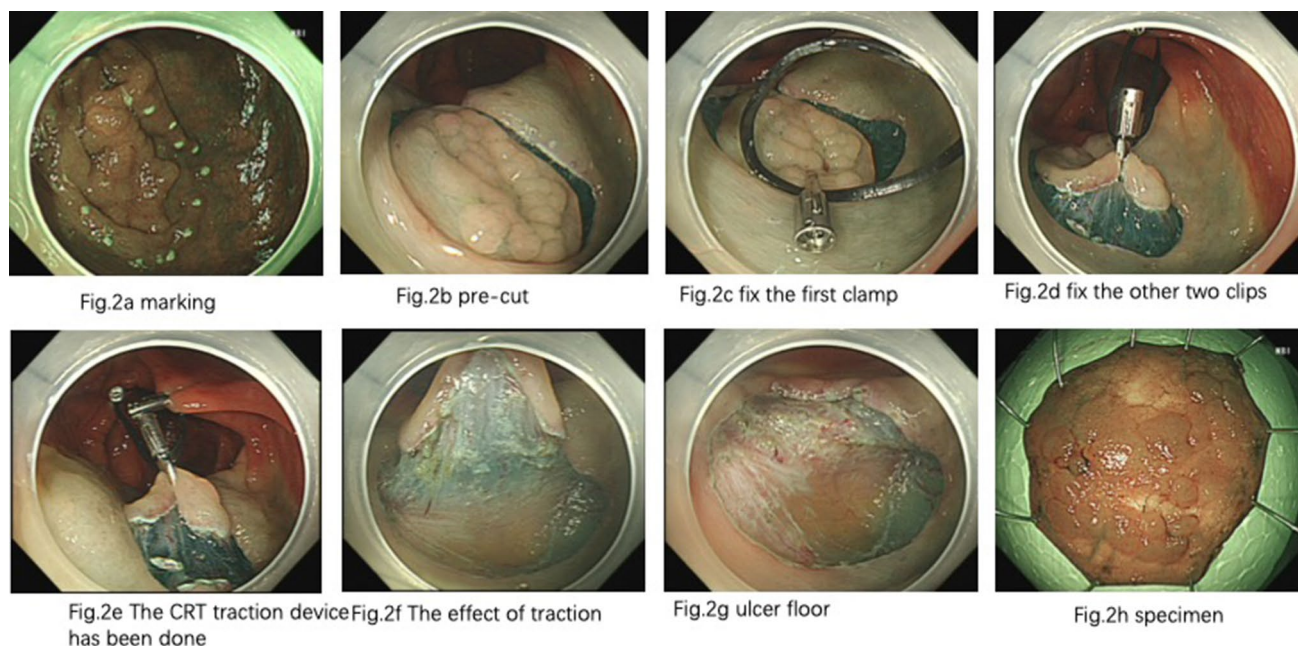 NBI
Fig.2a marking
Fig.2b pre-cut
Fig.2c fix the first clamp
Fig.2d fix the other two clips
NBI
Fig.2e The CRT traction device
has been done
Fig.2f The effect of traction
Fig.2g ulcer floor
Fig.2h specimen